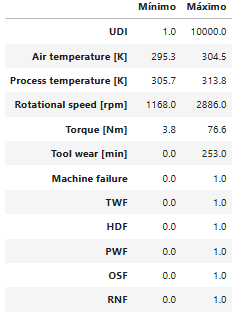 Mínimo Máximo
UDI 1.0 10000.0
Air temperature [K] 295.3 304.5
Process temperature [K] 305.7 313.8
Rotational speed [rpm] 1168.0 2886.0
Torque [Nm] 3.8 76.6
Tool wear [min] 0.0 253.0
Machine failure 0.0 1.0
TWF 0.0 1.0
HDF 0.0 1.0
PWF 0.0 1.0
OSF 0.0 1.0
RNF 0.0 1.0